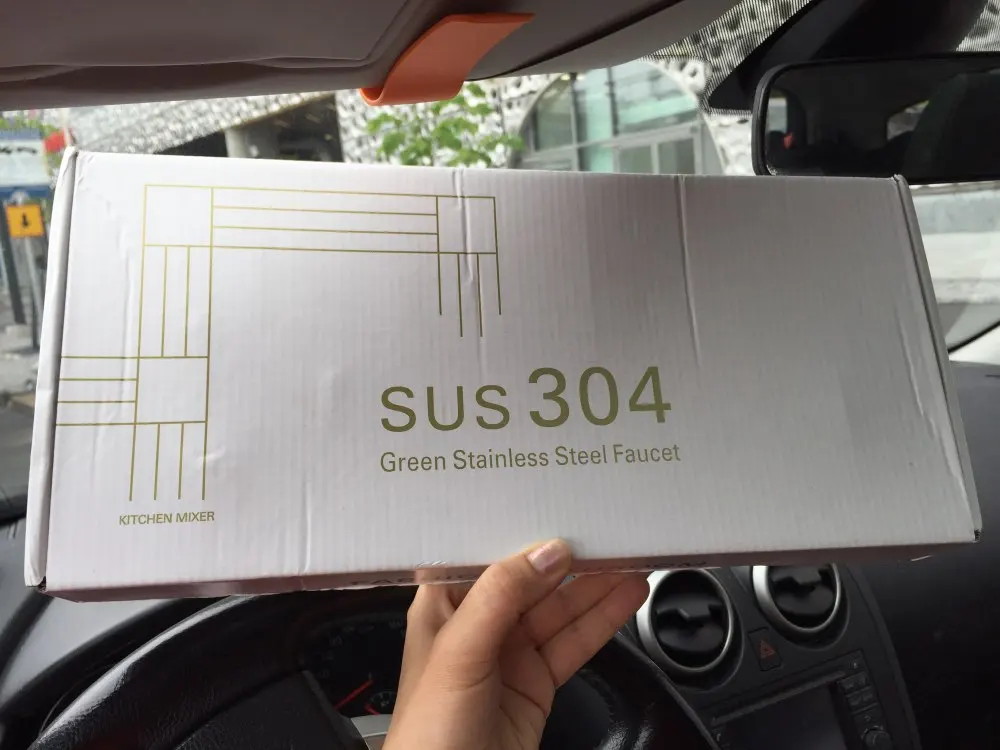 SUS 304
Green Stainless Steel Faucet
KITCHEN MIXER